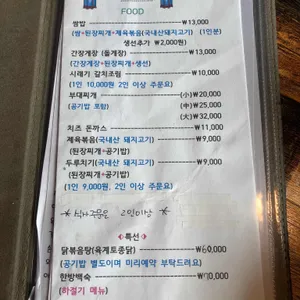 FOOD
쌈밥 ---- ₩13,000
(쌈+된장찌개+제육볶음(국내산돼지고기) (1인분)
생선추가 ₩2,000원)
간장게장 (돌게장) ---- ₩13,000
(간장게장+된장찌개+생선)
시래기 갈치조림 ---- ₩10,000
(1인 10,000원 2인 이상 주문요)
부대찌개 ---- (小)₩20,000
(공기밥 포함) (中)₩25,000
(大)₩32,000
치즈 돈까스 ---- ₩11,000
제육볶음(국내산 돼지고기) ---- ₩9,000
(된장찌개+공기밥)
두루치기(국내산 돼지고기) ---- ₩9,000
(된장찌개+공기밥)
(1인 9,000원, 2인 이상 주문요)
* 식사주문은 2인이상 *
◈특선◈
닭볶음탕(육계토종닭) ---- ₩60,000
(공기밥 별도이며 미리예약 부탁드려요)
한방백숙 ---- ₩70,000
(하절기 메뉴)